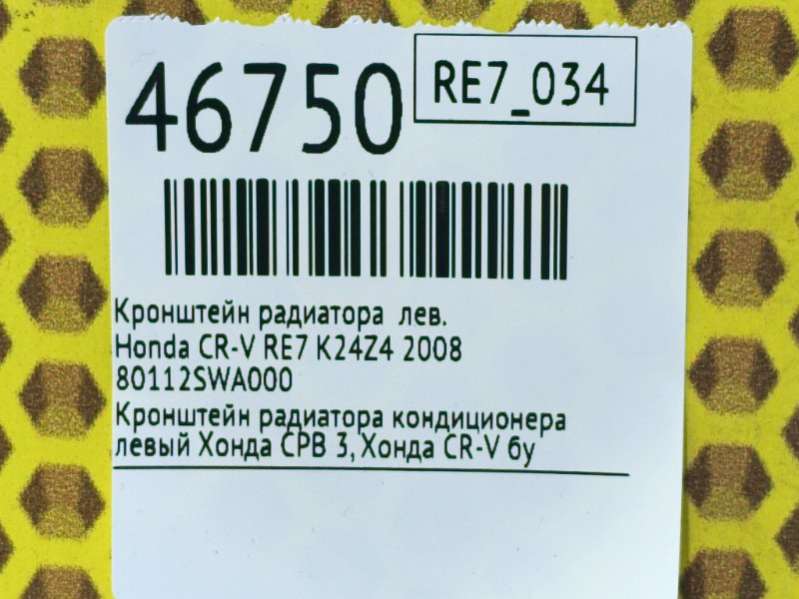 46750
RE7_034
Кронштейн радиатора лев.
Honda CR-V RE7 K24Z4 2008
80112SWA000
Кронштейн радиатора кондиционера
левый Хонда СРВ 3, Хонда CR-V бу